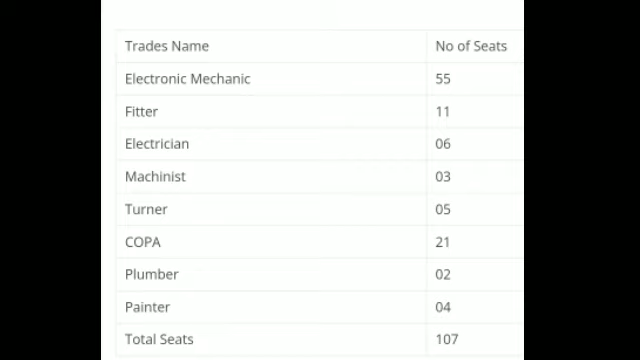 Trades Name No of Seats
Electronic Mechanic 55
Fitter 11
Electrician 06
Machinist 03
Turner 05
COPA 21
Plumber 02
Painter 04
Total Seats 107